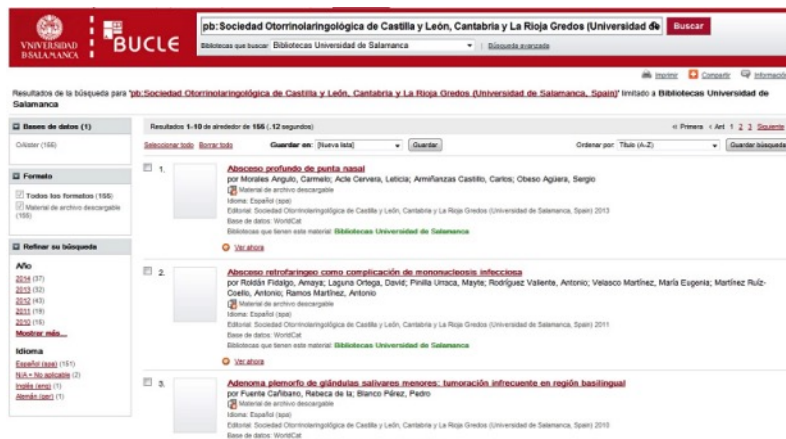 VNiVERSiDAD
D SALAMANCA
BUCLE
pb:Sociedad Otorrinolaringológica de Castilla y León, Cantabria y La Rioja Gredos (Universidad de
Buscar
Bibliotecas que buscar: Bibliotecas Universidad de Salamanca
Búsqueda avanzada
Imprimir Compartir Información
Resultados de la búsqueda para 'pb:Sociedad Otorrinolaringológica de Castilla y León, Cantabria y La Rioja Gredos (Universidad de Salamanca, Spain)' limitado a Bibliotecas Universidad de
Salamanca
Bases de datos (1)
(156)
Formato
Todos los formatos (156)
Material de archivo descargable
(156)
Refinar su búsqueda
Año
2014 (37)
2013 (32)
2012 (43)
2011 (19)
2010 (15)
Mostrar más...
Idioma
Español (spa) (151)
N/A = No aplicable (2)
Inglés (eng) (1)
Alemán (ger) (1)
Resultados 1-10 de alrededor de 156 (.12 segundos)
« Primera < Ant 1 2 3 Siguiente
Seleccionar todo Borrar todo Guardar en: [Nueva lista] Guardar Ordenar por: Título (A-Z) Guardar búsqueda
1. Absceso profundo de punta nasal
por Morales Angulo, Carmelo; Acle Cervera, Leticia; Armiñanzas Castillo, Carlos; Obeso Agüera, Sergio
Material de archivo descargable
Idioma: Español (spa)
Editorial: Sociedad Otorrinolaringológica de Castilla y León, Cantabria y La Rioja Gredos (Universidad de Salamanca, Spain) 2013
Base de datos: WorldCat
Bibliotecas que tienen este material: Bibliotecas Universidad de Salamanca
Ver ahora
2. Absceso retrofaríngeo como complicación de mononucleosis infecciosa
por Roldán Fidalgo, Amaya; Laguna Ortega, David; Pinilla Urraca, Mayte; Rodríguez Valiente, Antonio; Velasco Martínez, María Eugenia; Martínez Ruíz-
Coello, Antonio; Ramos Martínez, Antonio
Material de archivo descargable
Idioma: Español (spa)
Editorial: Sociedad Otorrinolaringológica de Castilla y León, Cantabria y La Rioja Gredos (Universidad de Salamanca, Spain) 2011
Base de datos: WorldCat
Bibliotecas que tienen este material: Bibliotecas Universidad de Salamanca
Ver ahora
3. Adenoma plemorfo de glándulas salivares menores: tumoración infrecuente en región basilingual
por Fuente Cañibano, Rebeca de la; Blanco Pérez, Pedro
Material de archivo descargable
Idioma: Español (spa)
Editorial: Sociedad Otorrinolaringológica de Castilla y León, Cantabria y La Rioja Gredos (Universidad de Salamanca, Spain) 2010
Base de datos: WorldCat